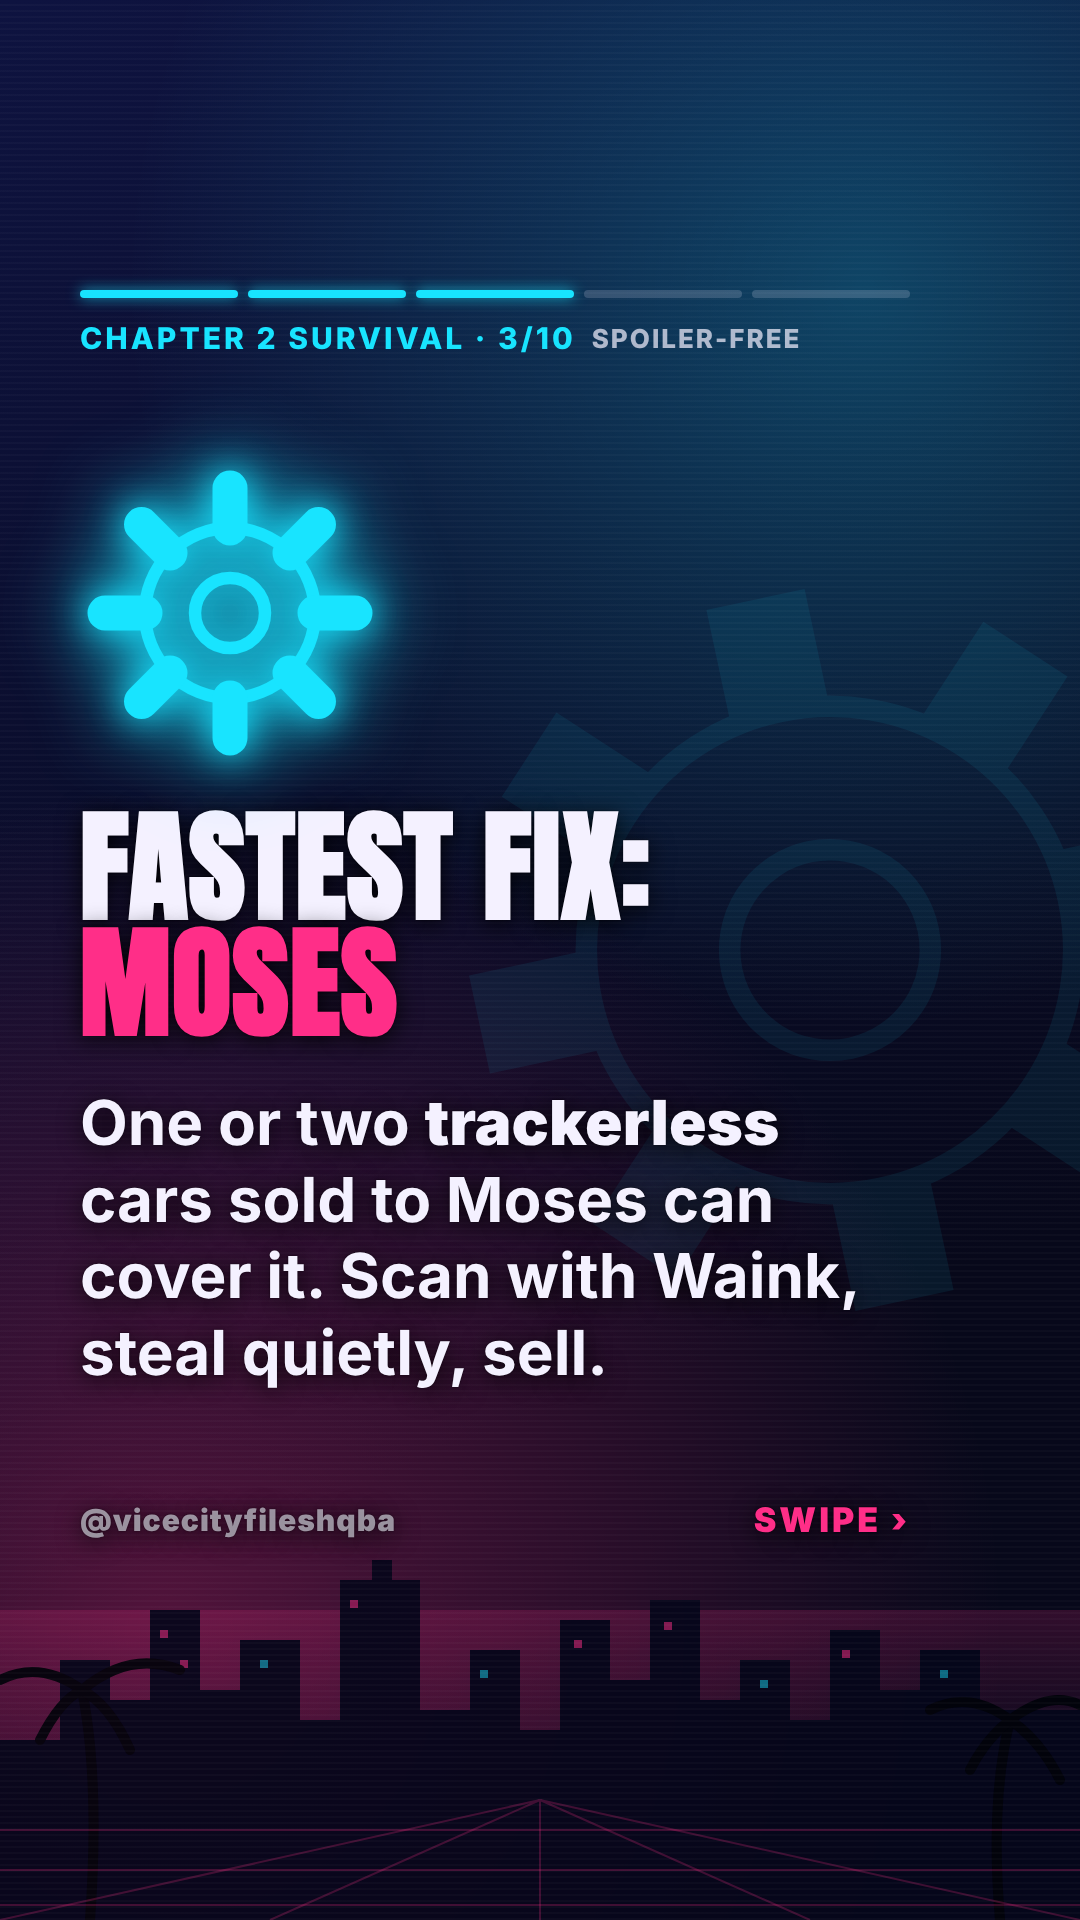 CHAPTER 2 SURVIVAL · 3/10 SPOILER-FREE
FASTEST FIX:
MOSES
One or two trackerless
cars sold to Moses can
cover it. Scan with Waink,
steal quietly, sell.
@vicecityfileshqba SWIPE ›